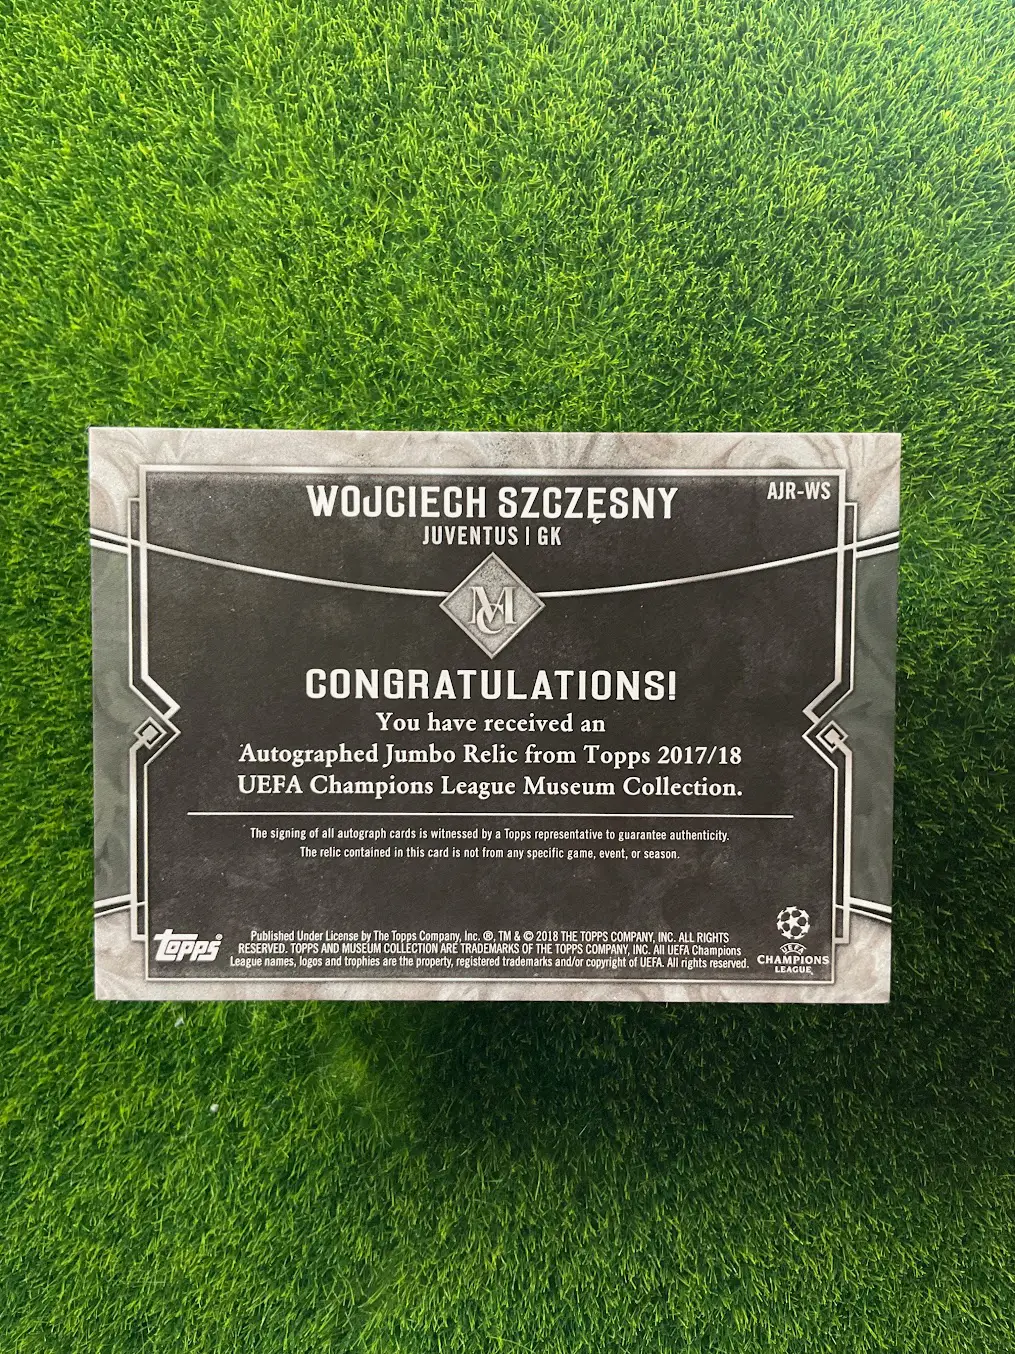 WOJCIECH SZCZĘSNY
AJR-WS
JUVENTUS | GK
MC
CONGRATULATIONS!
You have received an
Autographed Jumbo Relic from Topps 2017/18
UEFA Champions League Museum Collection.
The signing of all autograph cards is witnessed by a Topps representative to guarantee authenticity.
The relic contained in this card is not from any specific game, event, or season.
topps®
Published Under License by The Topps Company, Inc. ®, TM & © 2018 THE TOPPS COMPANY, INC. ALL RIGHTS
RESERVED. TOPPS AND MUSEUM COLLECTION ARE TRADEMARKS OF THE TOPPS COMPANY, INC. All UEFA Champions
League names, logos and trophies are the property, registered trademarks and/or copyright of UEFA. All rights reserved.
UEFA
CHAMPIONS
LEAGUE